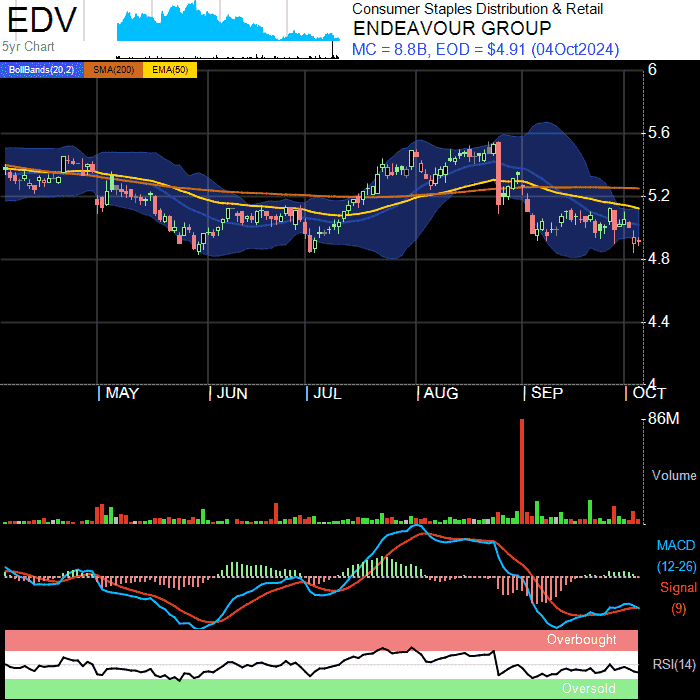 EDV
5yr Chart
Consumer Staples Distribution & Retail
ENDEAVOUR GROUP
MC = 8.8B, EOD = $4.91 (04Oct2024)
BollBands(20,2) SMA(200) EMA(50)
6
5.6
5.2
4.8
4.4
4
MAY JUN JUL AUG SEP OCT
86M
Volume
MACD
(12-26)
Signal
(9)
Overbought
RSI(14)
Oversold